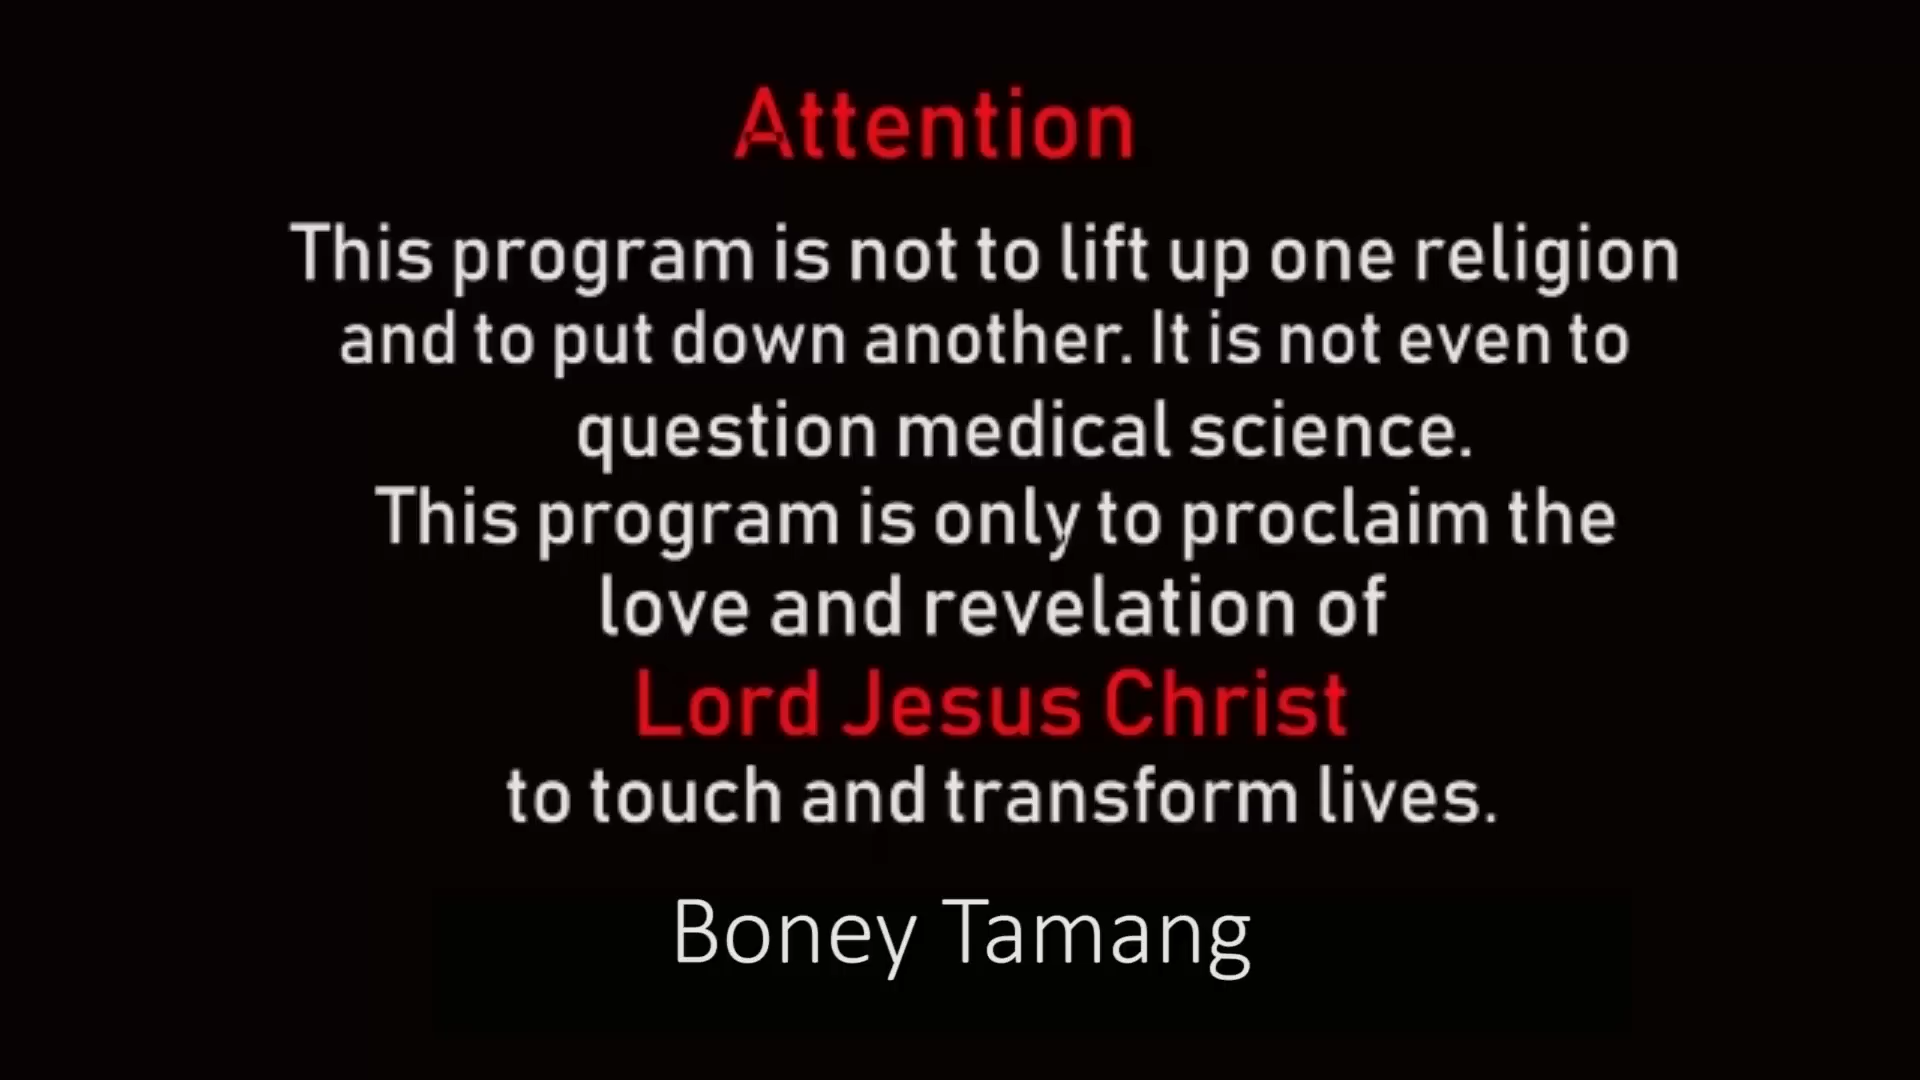 Attention
This program is not to lift up one religion
and to put down another. It is not even to
question medical science.
This program is only to proclaim the
love and revelation of
Lord Jesus Christ
to touch and transform lives.
Boney Tamang